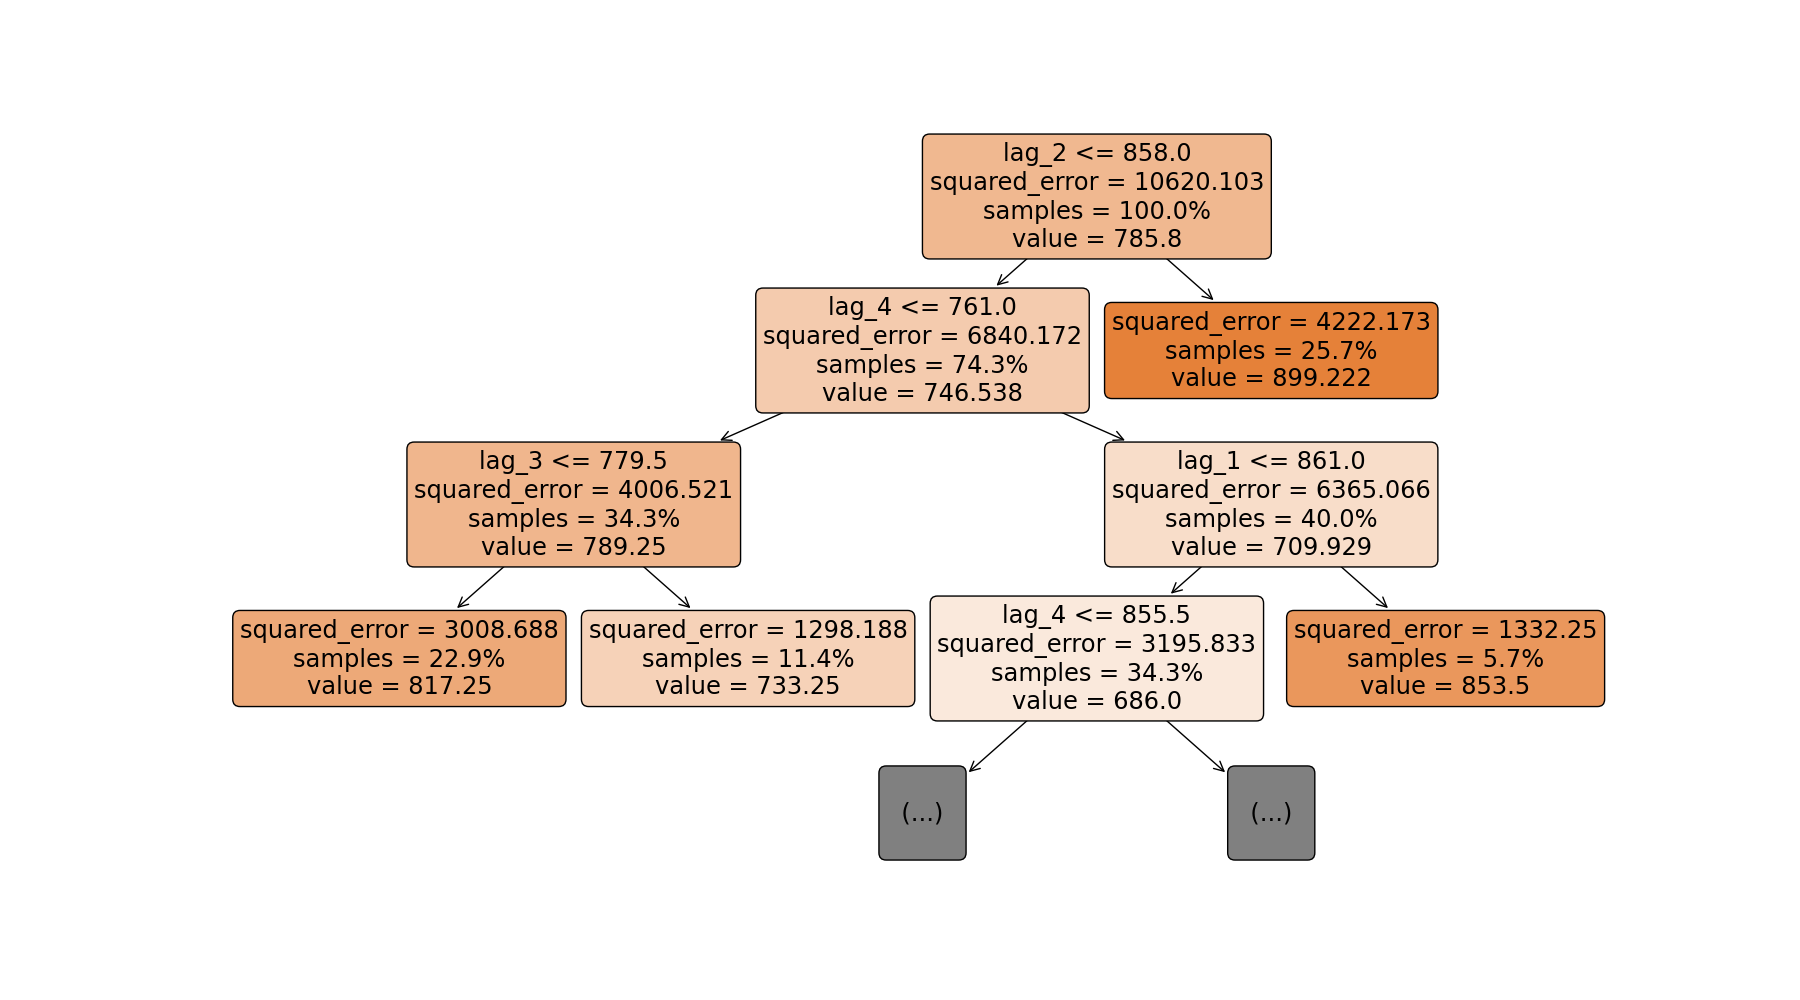 lag_2 <= 858.0
squared_error = 10620.103
samples = 100.0%
value = 785.8
lag_4 <= 761.0
squared_error = 6840.172
samples = 74.3%
value = 746.538
squared_error = 4222.173
samples = 25.7%
value = 899.222
lag_3 <= 779.5
squared_error = 4006.521
samples = 34.3%
value = 789.25
lag_1 <= 861.0
squared_error = 6365.066
samples = 40.0%
value = 709.929
squared_error = 3008.688
samples = 22.9%
value = 817.25
squared_error = 1298.188
samples = 11.4%
value = 733.25
lag_4 <= 855.5
squared_error = 3195.833
samples = 34.3%
value = 686.0
squared_error = 1332.25
samples = 5.7%
value = 853.5
(...)
(...)